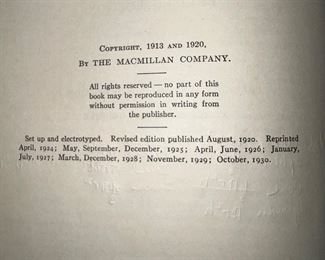 COPYRIGHT, 1913 AND 1920,
BY THE MACMILLAN COMPANY.
All rights reserved — no part of this
book may be reproduced in any form
without permission in writing from
the publisher.
Set up and electrotyped. Revised edition published August, 1920. Reprinted
April, 1924; May, September, December, 1925; April, June, 1926; January,
July, 1927; March, December, 1928; November, 1929; October, 1930.